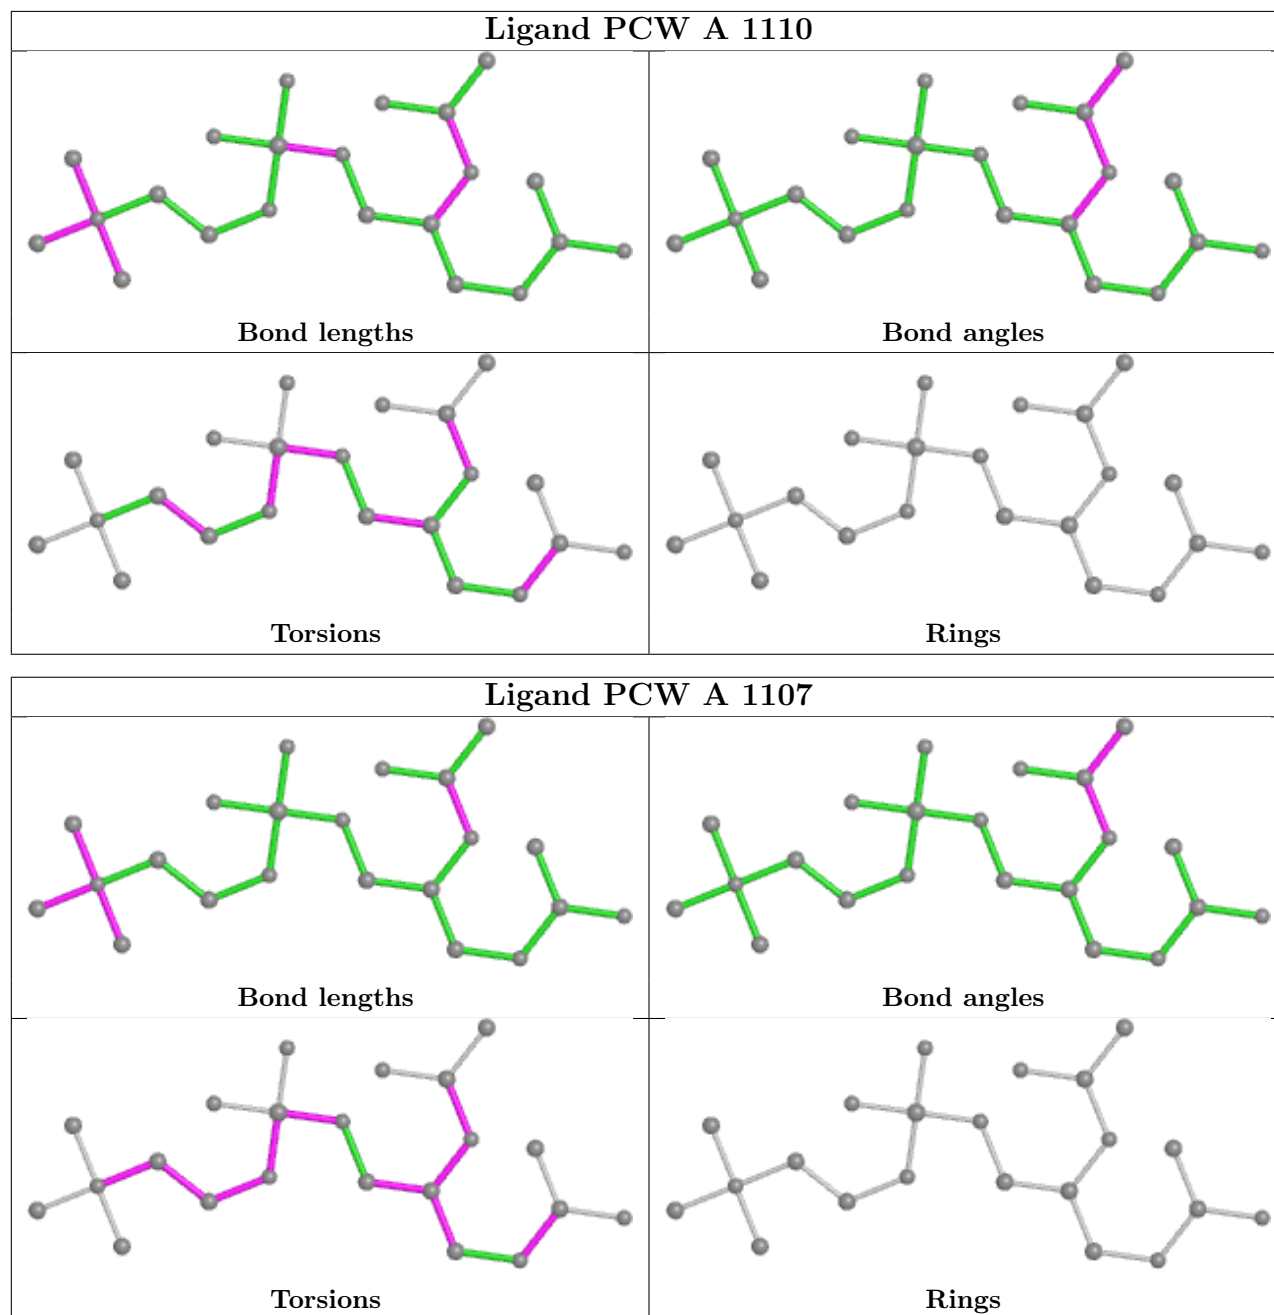 Ligand PCW A 1110
Bond lengths
Bond angles
Torsions
Rings
Ligand PCW A 1107
Bond lengths
Bond angles
Torsions
Rings